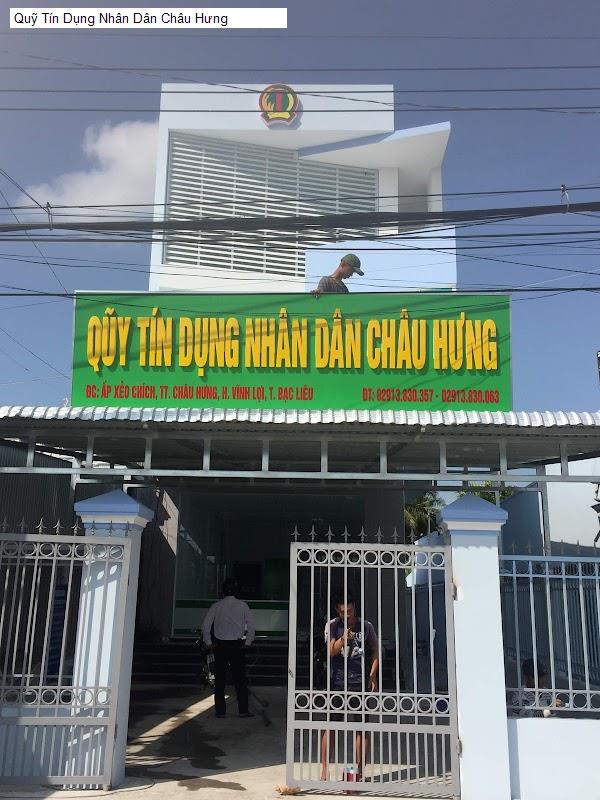 Quỹ Tín Dụng Nhân Dân Châu Hưng
QŨY TÍN DỤNG NHÂN DÂN CHÂU HƯNG
ĐC: ẤP XẺO CHÍCH, TT. CHÂU HƯNG, H. VĨNH LỢI, T. BẠC LIÊU ĐT: 02913.830.357 - 02913.830.063